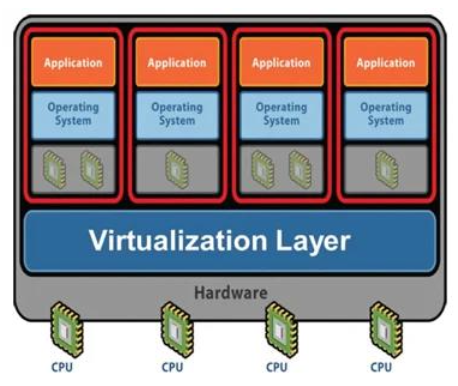 Application Application Application Application
Operating System Operating System Operating System Operating System
Virtualization Layer
Hardware
CPU CPU CPU CPU